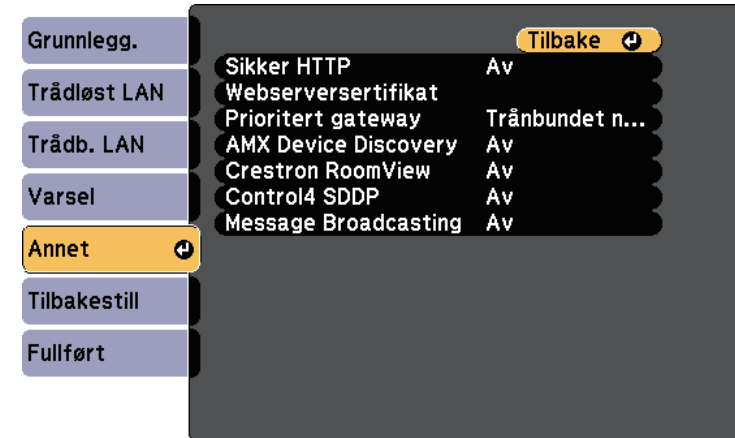 Grunnlegg.
Trådløst LAN
Trådb. LAN
Varsel
Annet
Tilbakestill
Fullført
Tilbake
Sikker HTTP Av
Webserversertifikat
Prioritert gateway Trånbundet n...
AMX Device Discovery Av
Crestron RoomView Av
Control4 SDDP Av
Message Broadcasting Av